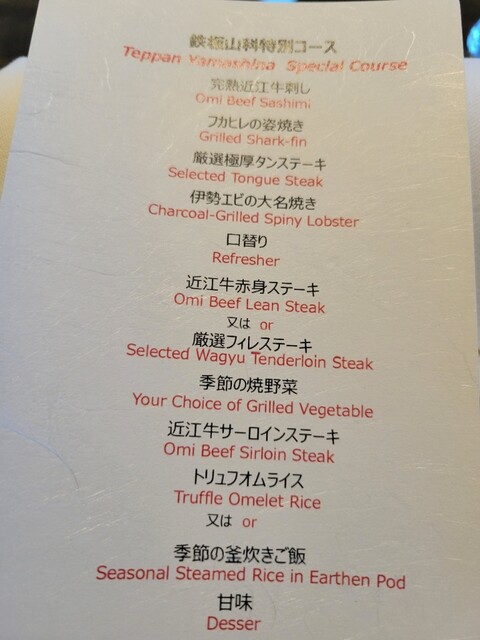 鉄板山科特別コース
Teppan Yamashina Special Course
完熟近江牛刺し
Omi Beef Sashimi
フカヒレの姿焼き
Grilled Shark-fin
厳選極厚タンステーキ
Selected Tongue Steak
伊勢エビの大名焼き
Charcoal-Grilled Spiny Lobster
口替り
Refresher
近江牛赤身ステーキ
Omi Beef Lean Steak
又は or
厳選フィレステーキ
Selected Wagyu Tenderloin Steak
季節の焼野菜
Your Choice of Grilled Vegetable
近江牛サーロインステーキ
Omi Beef Sirloin Steak
トリュフオムライス
Truffle Omelet Rice
又は or
季節の釜炊きご飯
Seasonal Steamed Rice in Earthen Pod
甘味
Desser